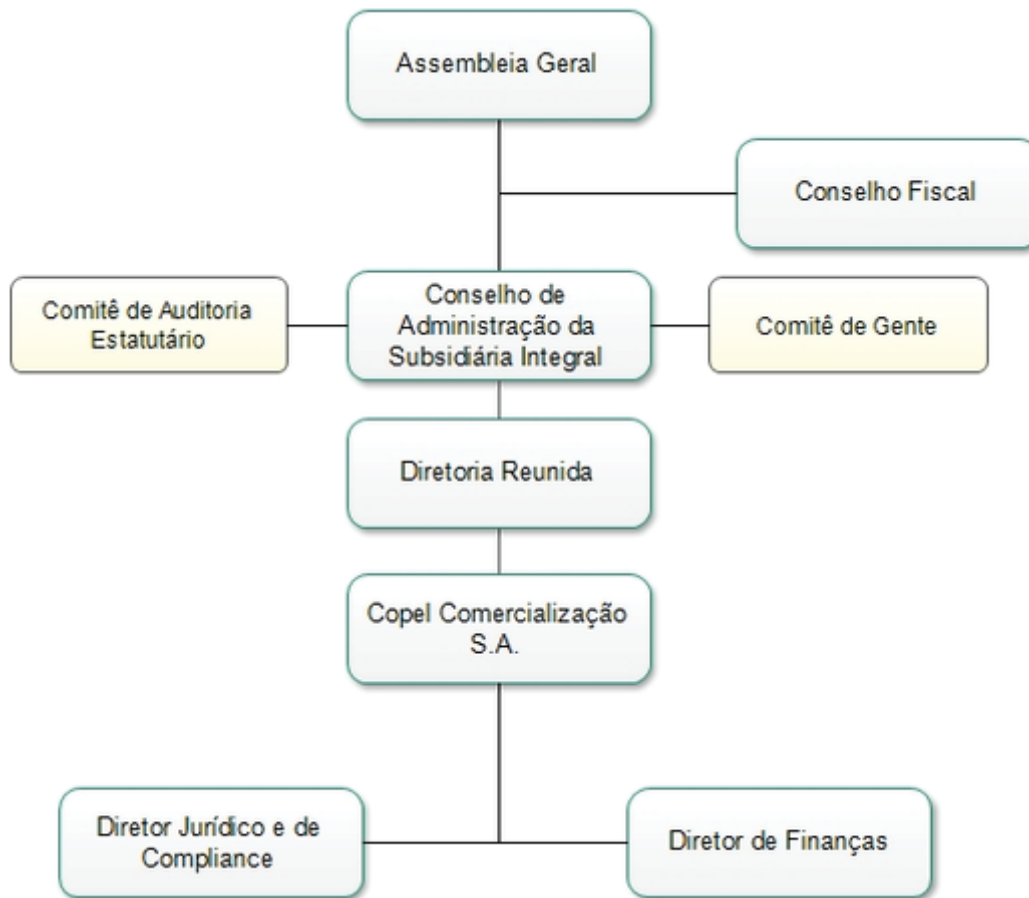 Assembleia Geral
Conselho Fiscal
Comitê de Auditoria
Estatutário
Conselho de
Administração da
Subsidiária Integral
Comitê de Gente
Diretoria Reunida
Copel Comercialização
S.A.
Diretor Jurídico e de
Compliance
Diretor de Finanças